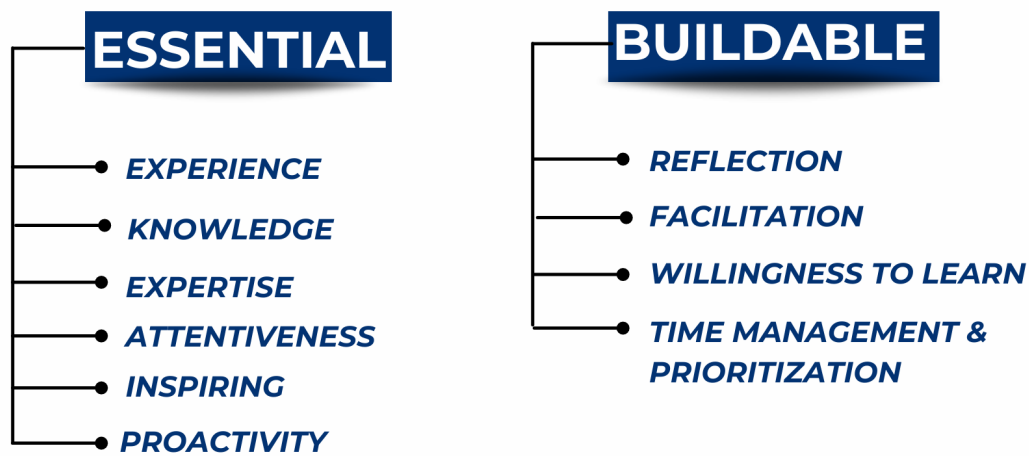 ESSENTIAL
EXPERIENCE
KNOWLEDGE
EXPERTISE
ATTENTIVENESS
INSPIRING
PROACTIVITY
BUILDABLE
REFLECTION
FACILITATION
WILLINGNESS TO LEARN
TIME MANAGEMENT &
PRIORITIZATION